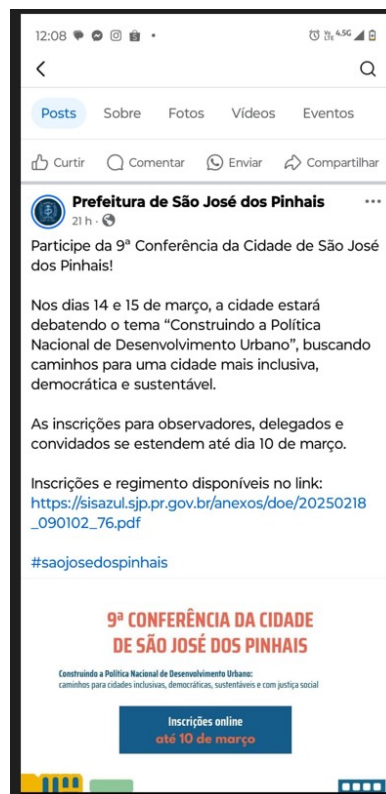 12:08
4.5G
Posts Sobre Fotos Vídeos Eventos
Curtir Comentar Enviar Compartilhar
Prefeitura de São José dos Pinhais
21 h ·
Participe da 9ª Conferência da Cidade de São José
dos Pinhais!
Nos dias 14 e 15 de março, a cidade estará
debatendo o tema “Construindo a Política
Nacional de Desenvolvimento Urbano”, buscando
caminhos para uma cidade mais inclusiva,
democrática e sustentável.
As inscrições para observadores, delegados e
convidados se estendem até dia 10 de março.
Inscrições e regimento disponíveis no link:
https://sisazul.sjp.pr.gov.br/anexos/doe/20250218
_090102_76.pdf
#saojosedospinhais
9ª CONFERÊNCIA DA CIDADE
DE SÃO JOSÉ DOS PINHAIS
Construindo a Política Nacional de Desenvolvimento Urbano:
caminhos para cidades inclusivas, democráticas, sustentáveis e com justiça social
Inscrições online
até 10 de março